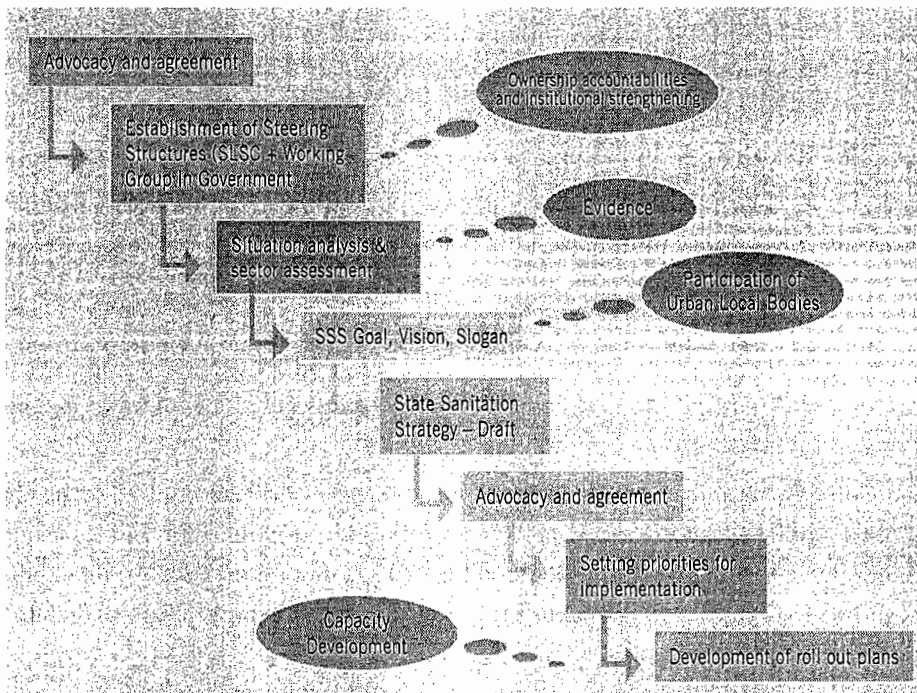 Advocacy and agreement
Ownership accountabilities
and institutional strengthening
Establishment of Steering
Structures (SLSC + Working
Group In Government
Evidence
Situation analysis &
sector assessment
Participation of
Urban Local Bodies
SSS Goal, Vision, Slogan
State Sanitation
Strategy – Draft
Advocacy and agreement
Setting priorities for
implementation
Capacity
Development
Development of roll out plans